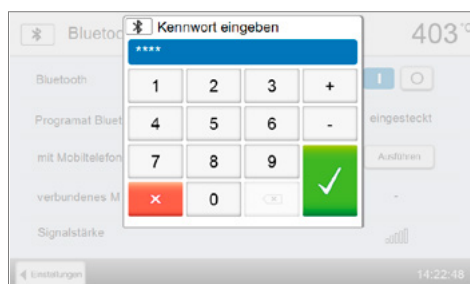 Bluetooc
Kennwort eingeben
403 °C
****
Bluetooth
I O
1 2 3 +
Programat Bluet
eingesteckt
4 5 6 -
mit Mobiltelefon
Ausführen
7 8 9
verbundenes M
-
0
Signalstärke
Einstellungen
14:22:48